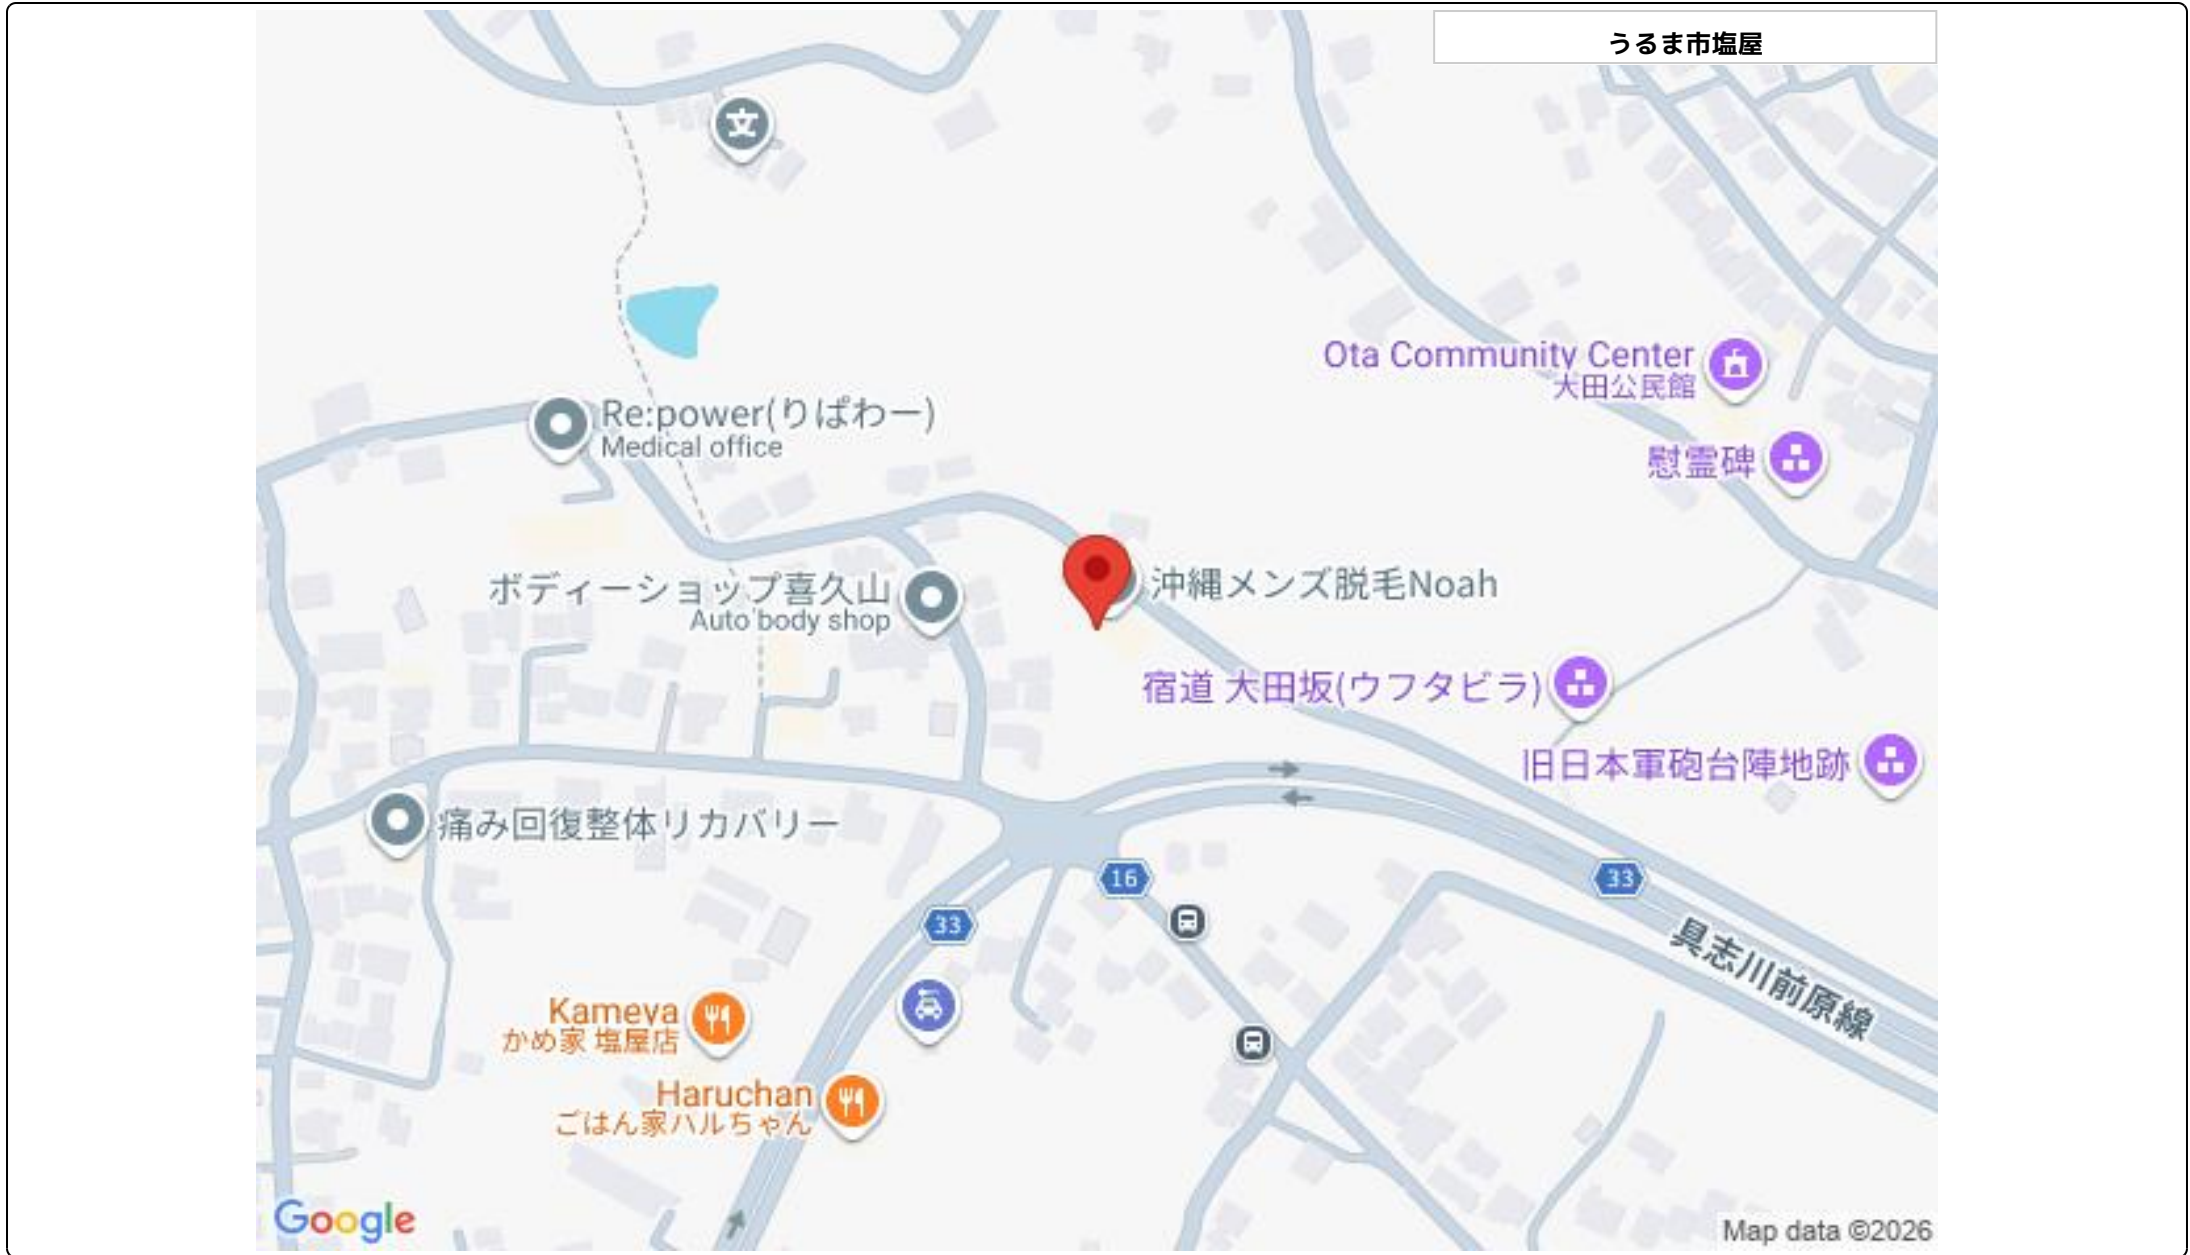 うるま市塩屋
文
Ota Community Center
大田公民館
Re:power(りぱわー)
Medical office
慰霊碑
ボディーショップ喜久山
Auto body shop
沖縄メンズ脱毛Noah
宿道 大田坂(ウフタビラ)
旧日本軍砲台陣地跡
痛み回復整体リカバリー
16
33
33
具志川前原線
Kameya
かめ家 塩屋店
Haruchan
ごはん家ハルちゃん
Google
Map data ©2026